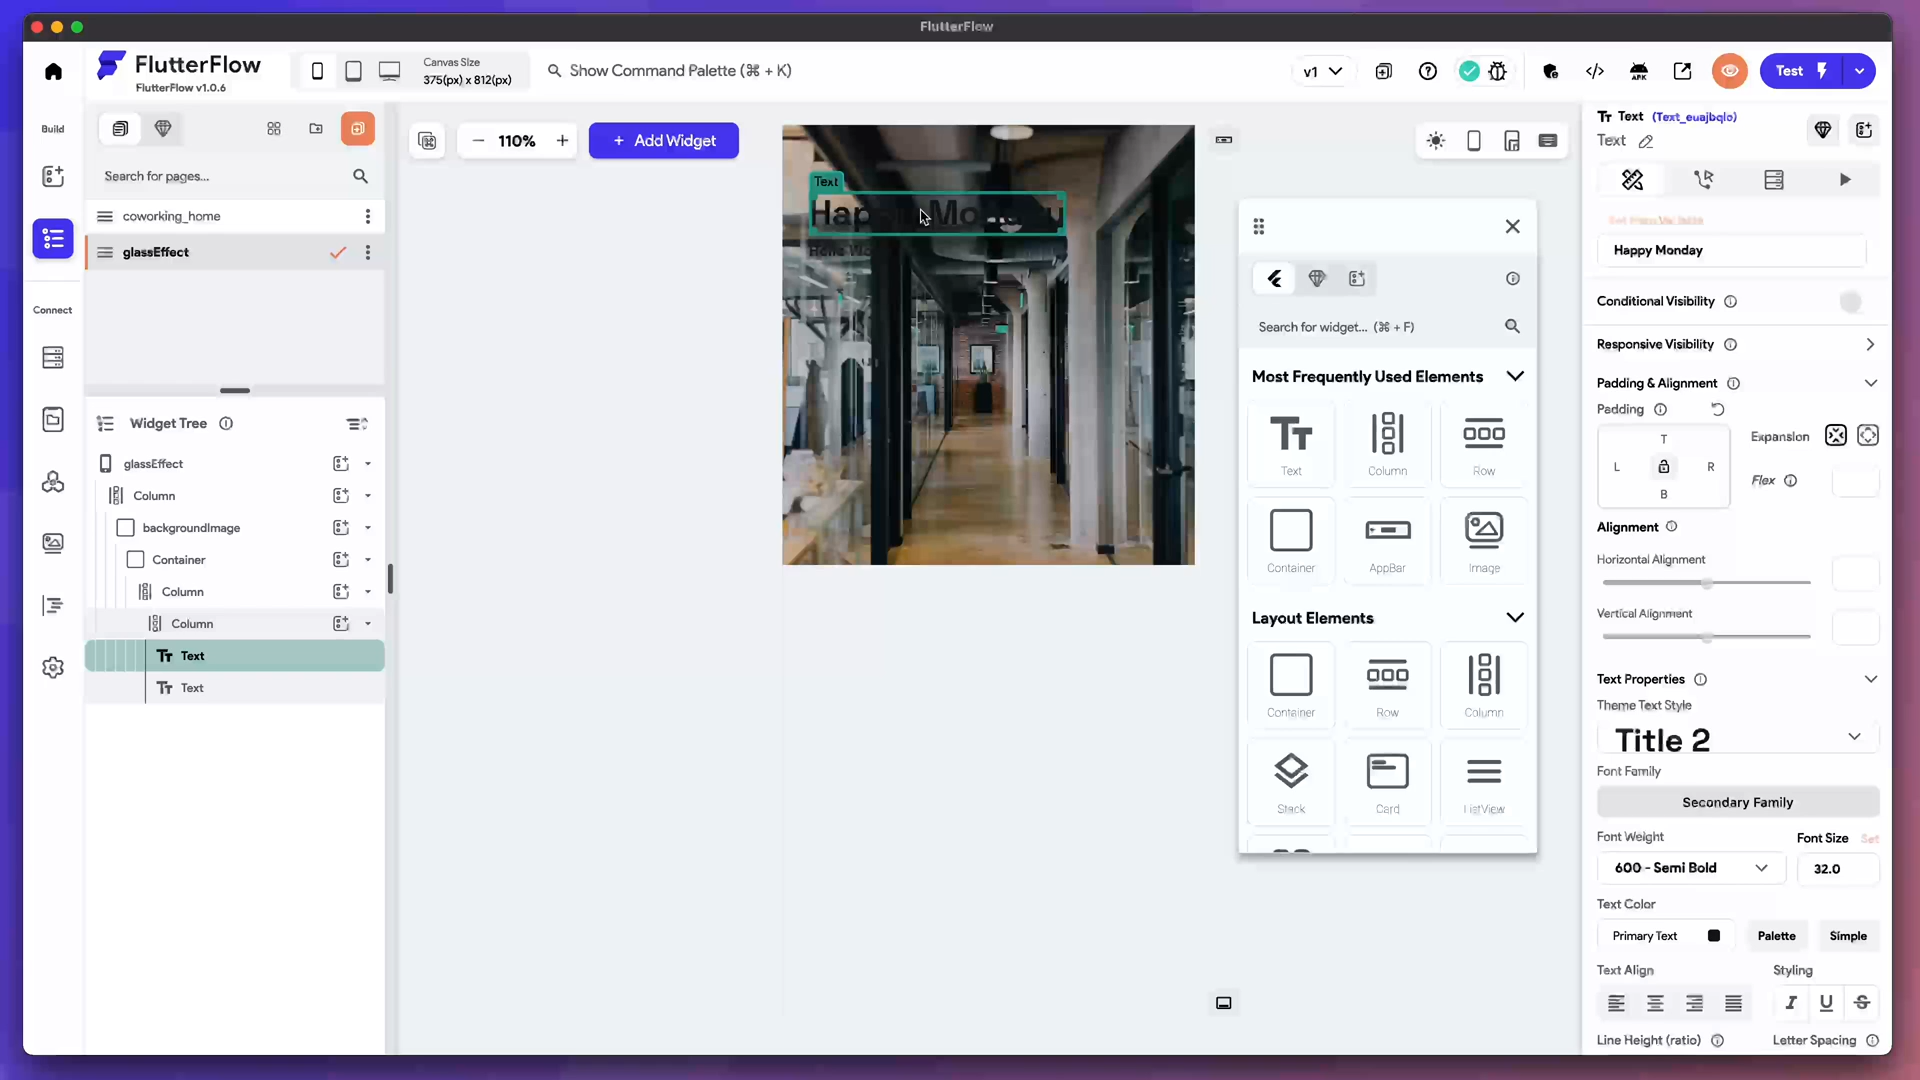 FlutterFlow
FlutterFlow
FlutterFlow v1.0.6
Canvas Size
375(px) x 812(px)
Show Command Palette (⌘ + K)
v1
APK
Test
Build
Search for pages...
coworking_home
glassEffect
Connect
Widget Tree
glassEffect
Column
backgroundImage
Container
Column
Column
Text
Text
110%
+ Add Widget
Text
Happy Monday
Search for widget... (⌘ + F)
Most Frequently Used Elements
Text
Column
Row
Container
AppBar
Image
Layout Elements
Container
Row
Column
Stack
Card
ListView
Text (Text_euajbqlo)
Text
Happy Monday
Conditional Visibility
Responsive Visibility
Padding & Alignment
Padding
T
L
R
B
Expansion
Flex
Alignment
Horizontal Alignment
Vertical Alignment
Text Properties
Theme Text Style
Title 2
Font Family
Secondary Family
Font Weight
Font Size
Set
600 - Semi Bold
32.0
Text Color
Primary Text
Palette
Simple
Text Align
Styling
Line Height (ratio)
Letter Spacing